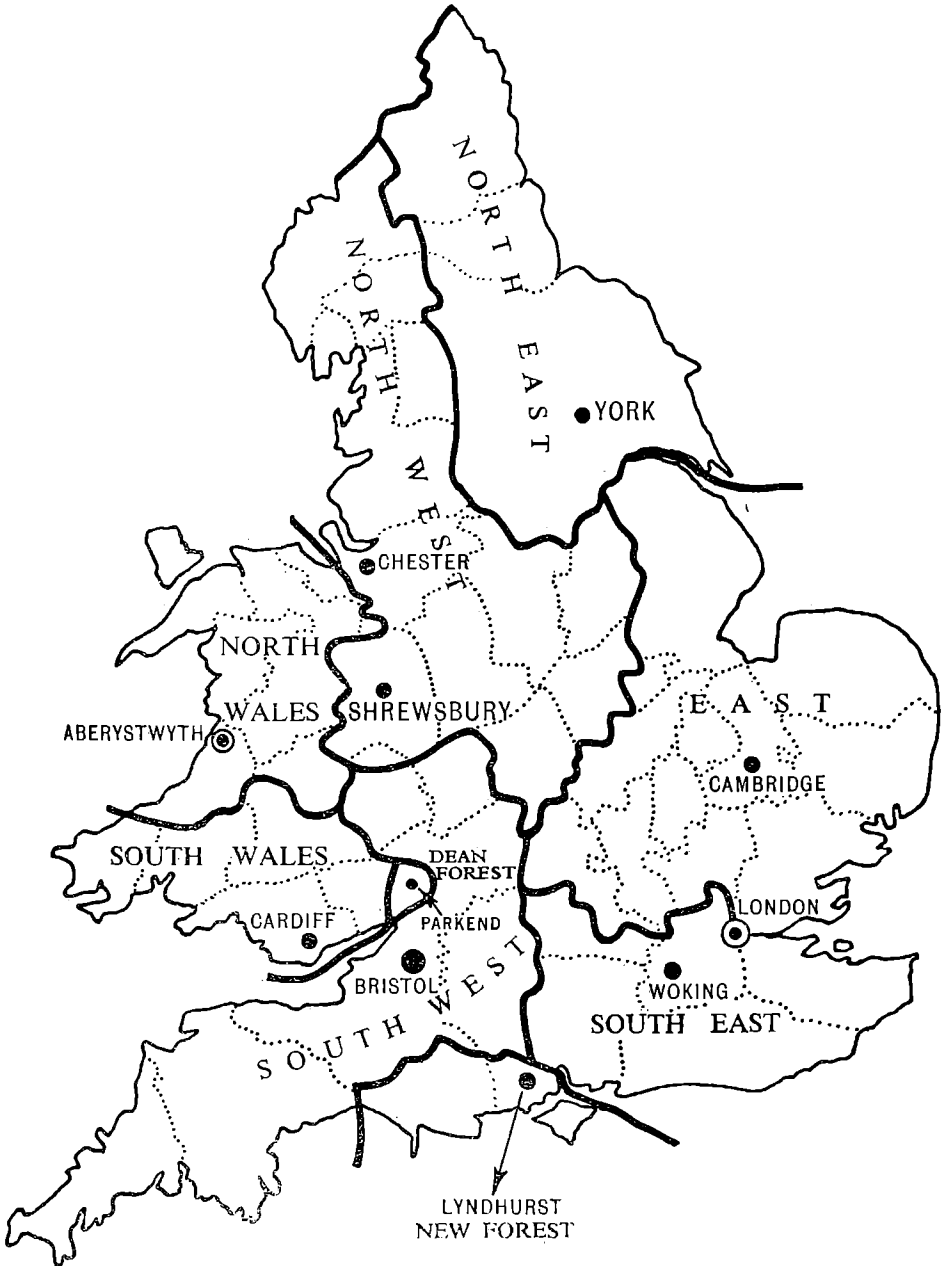 NORTH EAST
NORTH WEST
YORK
CHESTER
NORTH
WALES
SHREWSBURY
ABERYSTWYTH
EAST
CAMBRIDGE
SOUTH WALES
DEAN
FOREST
CARDIFF
PARKEND
LONDON
BRISTOL
WOKING
SOUTH WEST
SOUTH EAST
LYNDHURST
NEW FOREST